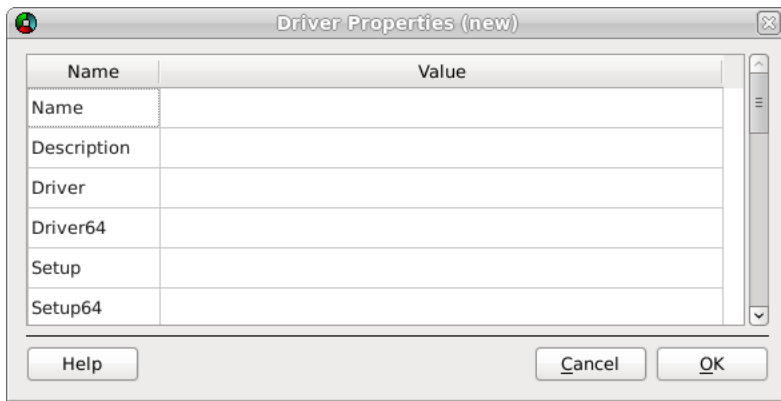 Driver Properties (new)
Name Value
Name
Description
Driver
Driver64
Setup
Setup64
Help Cancel OK